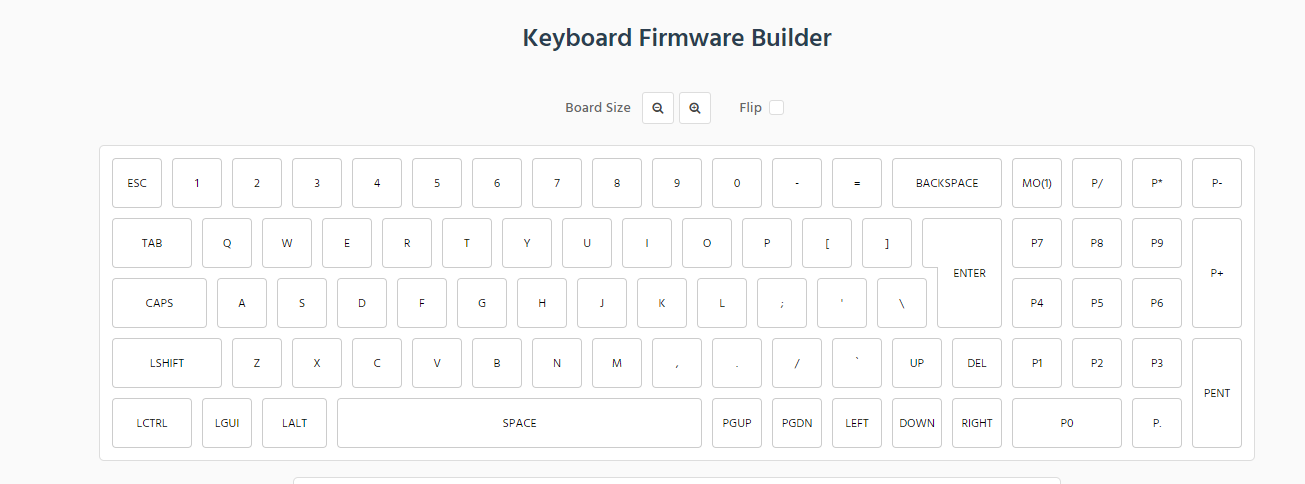 Keyboard Firmware Builder
Board Size Flip
ESC 1 2 3 4 5 6 7 8 9 0 - = BACKSPACE MO(1) P/ P* P-
TAB Q W E R T Y U I O P [ ] P7 P8 P9
ENTER P+
CAPS A S D F G H J K L ; ' \ P4 P5 P6
LSHIFT Z X C V B N M , . / ` UP DEL P1 P2 P3
PENT
LCTRL LGUI LALT SPACE PGUP PGDN LEFT DOWN RIGHT P0 P.